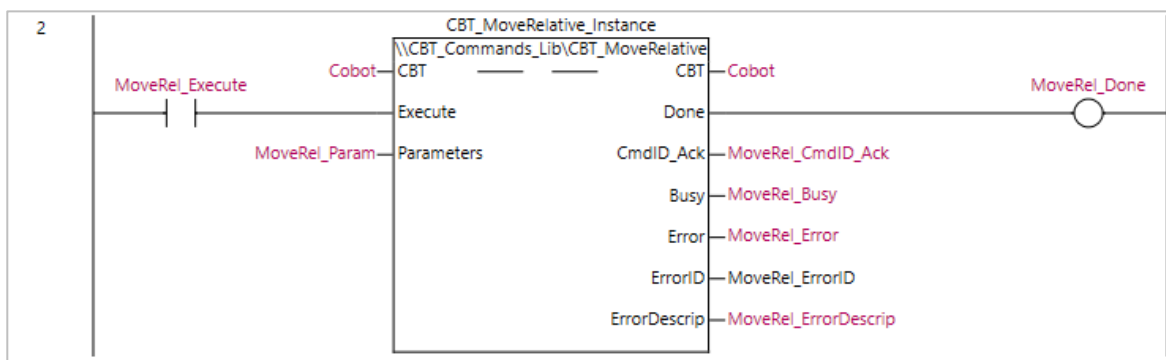 2
CBT_MoveRelative_Instance
\\CBT_Commands_Lib\CBT_MoveRelative
Cobot CBT CBT Cobot
MoveRel_Execute MoveRel_Done
Execute Done
MoveRel_Param Parameters CmdID_Ack MoveRel_CmdID_Ack
Busy MoveRel_Busy
Error MoveRel_Error
ErrorID MoveRel_ErrorID
ErrorDescrip MoveRel_ErrorDescrip